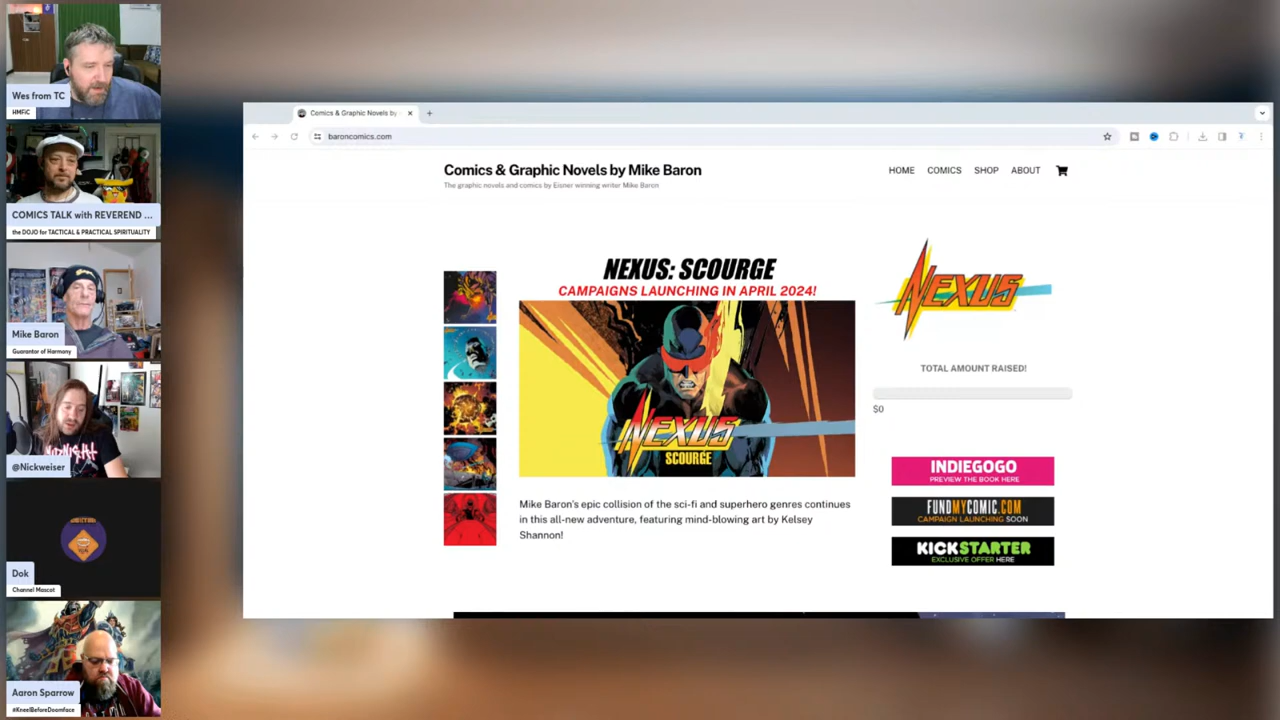 Wes from TC
HMFiC
COMICS TALK with REVEREND ...
the DOJO for TACTICAL & PRACTICAL SPIRITUALITY
Mike Baron
Guarantor of Harmony
@Nickweiser
Dok
Channel Mascot
Aaron Sparrow
#KneelBeforeDoomface
Comics & Graphic Novels by
baroncomics.com
Comics & Graphic Novels by Mike Baron
The graphic novels and comics by Eisner winning writer Mike Baron
HOME COMICS SHOP ABOUT
NEXUS: SCOURGE
CAMPAIGNS LAUNCHING IN APRIL 2024!
NEXUS
SCOURGE
Mike Baron's epic collision of the sci-fi and superhero genres continues
in this all-new adventure, featuring mind-blowing art by Kelsey
Shannon!
NEXUS
TOTAL AMOUNT RAISED!
$0
INDIEGOGO
PREVIEW THE BOOK HERE
FUNDMYCOMIC.COM
CAMPAIGN LAUNCHING SOON
KICKSTARTER
EXCLUSIVE OFFER HERE